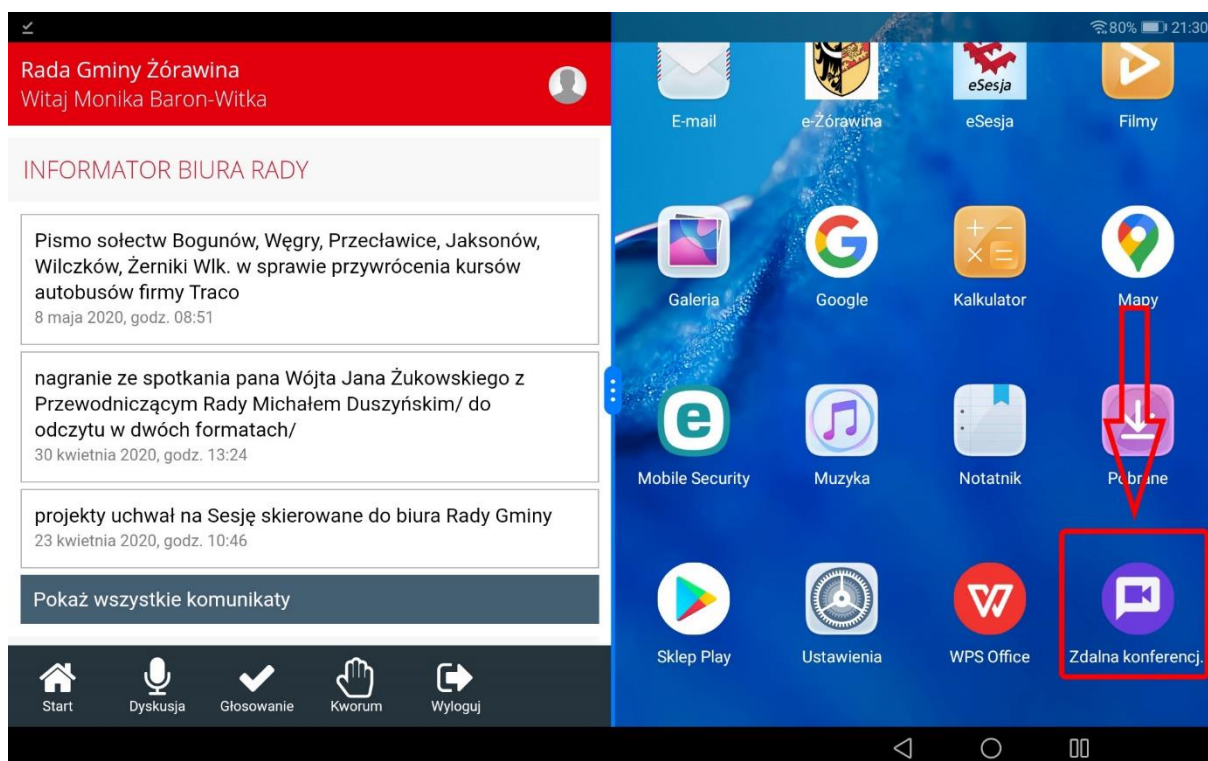 80% 21:30
Rada Gminy Żórawina
Witaj Monika Baron-Witka
INFORMATOR BIURA RADY
Pismo sołectw Bogunów, Węgry, Przecławice, Jaksonów,
Wilczków, Żerniki Wlk. w sprawie przywrócenia kursów
autobusów firmy Traco
8 maja 2020, godz. 08:51
nagranie ze spotkania pana Wójta Jana Żukowskiego z
Przewodniczącym Rady Michałem Duszyńskim/ do
odczytu w dwóch formatach/
30 kwietnia 2020, godz. 13:24
projekty uchwał na Sesję skierowane do biura Rady Gminy
23 kwietnia 2020, godz. 10:46
Pokaż wszystkie komunikaty
Start Dyskusja Głosowanie Kworum Wyloguj
eSesja
E-mail e-Żórawina eSesja Filmy
Galeria Google Kalkulator Mapy
Mobile Security Muzyka Notatnik Pobrane
Sklep Play Ustawienia WPS Office Zdalna konferencj.